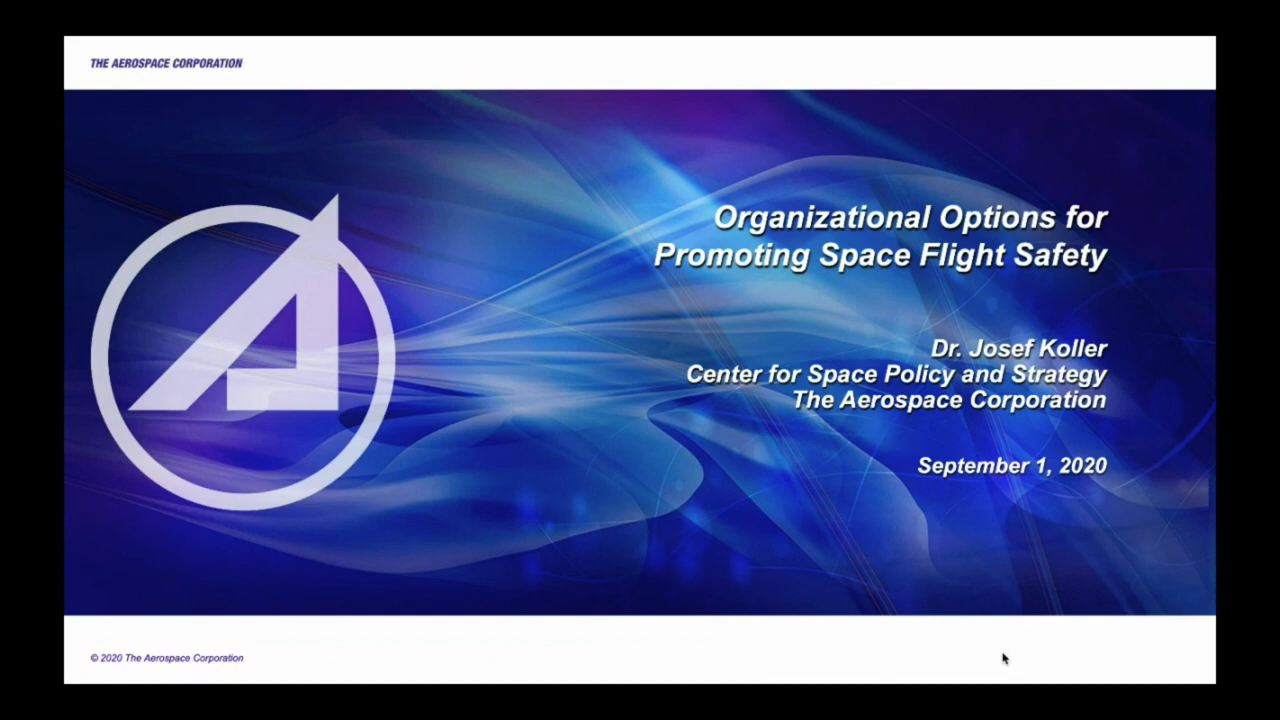 THE AEROSPACE CORPORATION
Organizational Options for
Promoting Space Flight Safety
Dr. Josef Koller
Center for Space Policy and Strategy
The Aerospace Corporation
September 1, 2020
© 2020 The Aerospace Corporation